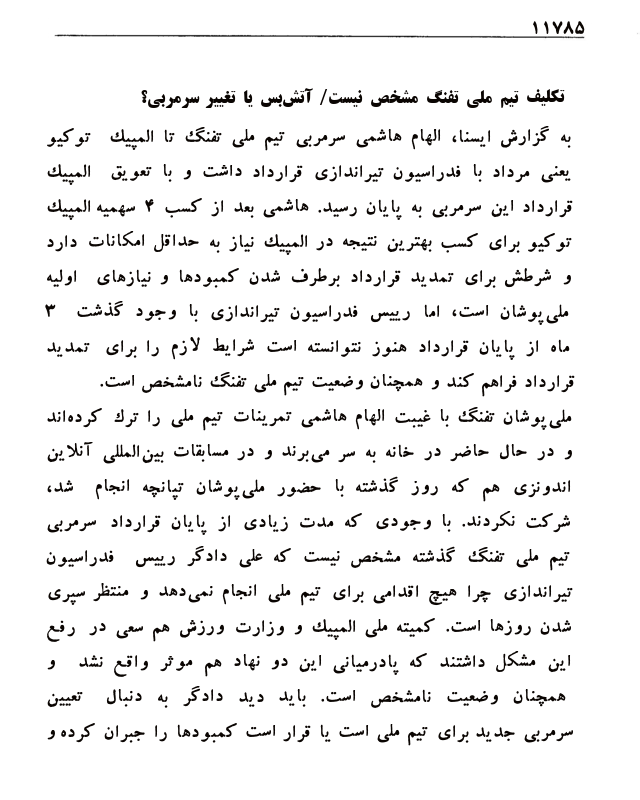 ۱۱۷۸۵
تکلیف تیم ملی تفنگ مشخص نیست/ آتش‌بس یا تغییر سرمربی؟
به گزارش ایسنا، الهام هاشمی سرمربی تیم ملی تفنگ تا المپیک توکیو
یعنی مرداد با فدراسیون تیراندازی قرارداد داشت و با تعویق المپیک
قرارداد این سرمربی به پایان رسید. هاشمی بعد از کسب ۴ سهمیه المپیک
توکیو برای کسب بهترین نتیجه در المپیک نیاز به حداقل امکانات دارد
و شرطش برای تمدید قرارداد برطرف شدن کمبودها و نیازهای اولیه
ملی‌پوشان است، اما رییس فدراسیون تیراندازی با وجود گذشت ۳
ماه از پایان قرارداد هنوز نتوانسته است شرایط لازم را برای تمدید
قرارداد فراهم کند و همچنان وضعیت تیم ملی تفنگ نامشخص است.
ملی‌پوشان تفنگ با غیبت الهام هاشمی تمرینات تیم ملی را ترک کرده‌اند
و در حال حاضر در خانه به سر می‌برند و در مسابقات بین‌المللی آنلاین
اندونزی هم که روز گذشته با حضور ملی‌پوشان تپانچه انجام شد،
شرکت نکردند. با وجودی که مدت زیادی از پایان قرارداد سرمربی
تیم ملی تفنگ گذشته مشخص نیست که علی دادگر رییس فدراسیون
تیراندازی چرا هیچ اقدامی برای تیم ملی انجام نمی‌دهد و منتظر سپری
شدن روزها است. کمیته ملی المپیک و وزارت ورزش هم سعی در رفع
این مشکل داشتند که پادرمیانی این دو نهاد هم موثر واقع نشد و
همچنان وضعیت نامشخص است. باید دید دادگر به دنبال تعیین
سرمربی جدید برای تیم ملی است یا قرار است کمبودها را جبران کرده و